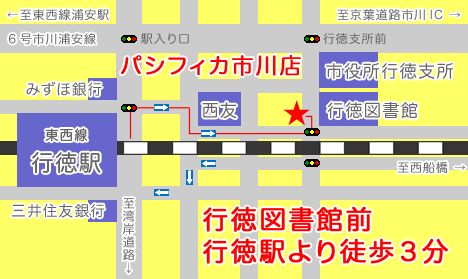 ←至東西線浦安駅
至京葉道路市川IC→
６号市川浦安線
駅入り口
行徳支所前
パシフィカ市川店
市役所行徳支所
みずほ銀行
西友
行徳図書館
東西線
行徳駅
至西船橋→
三井住友銀行
至湾岸道路↓
行徳図書館前
行徳駅より徒歩３分